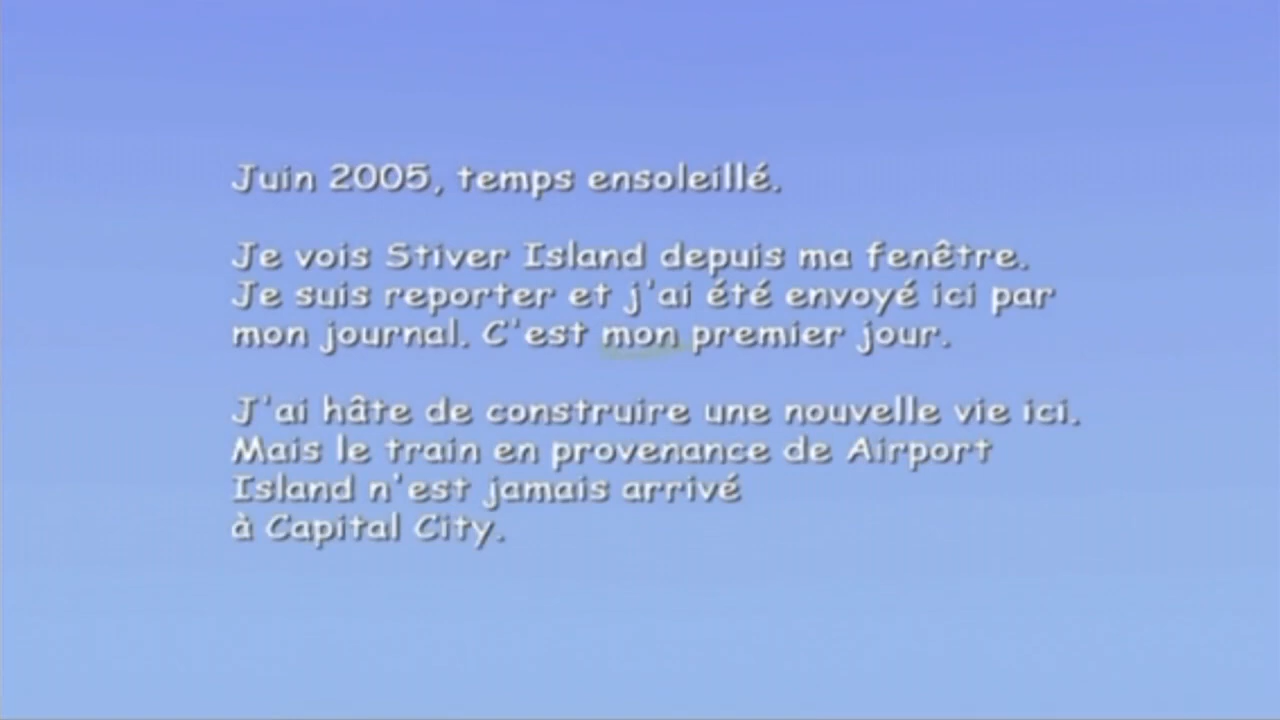 Juin 2005, temps ensoleillé.
Je vois Stiver Island depuis ma fenêtre.
Je suis reporter et j'ai été envoyé ici par
mon journal. C'est mon premier jour.
J'ai hâte de construire une nouvelle vie ici.
Mais le train en provenance de Airport
Island n'est jamais arrivé
à Capital City.